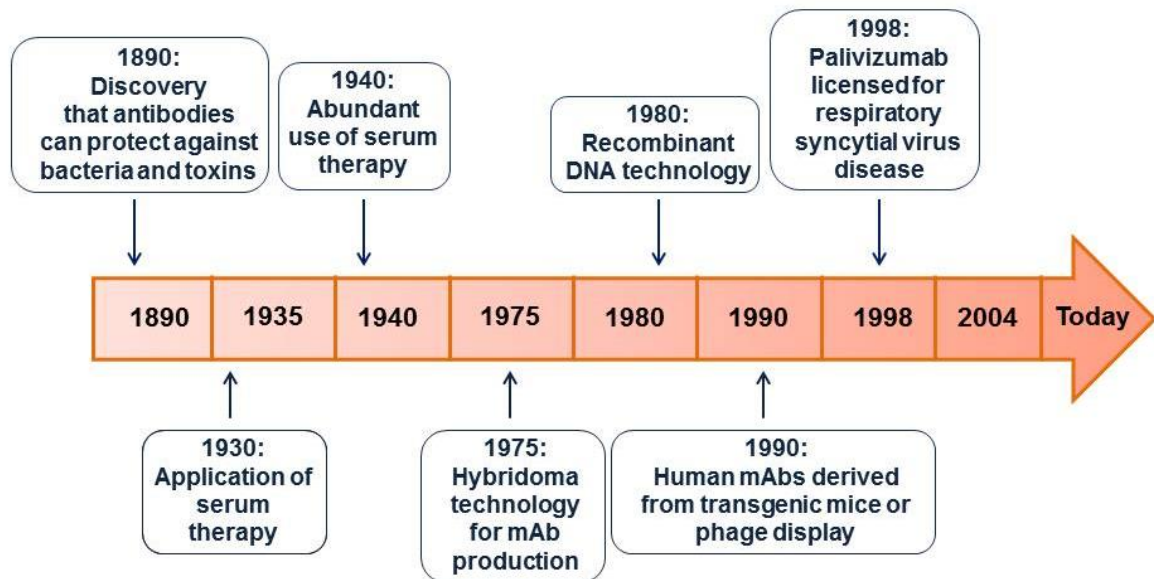 1890:
Discovery
that antibodies
can protect against
bacteria and toxins
1940:
Abundant
use of serum
therapy
1980:
Recombinant
DNA technology
1998:
Palivizumab
licensed for
respiratory
syncytial virus
disease
1890
1935
1940
1975
1980
1990
1998
2004
Today
1930:
Application of
serum
therapy
1975:
Hybridoma
technology
for mAb
production
1990:
Human mAbs derived
from transgenic mice or
phage display